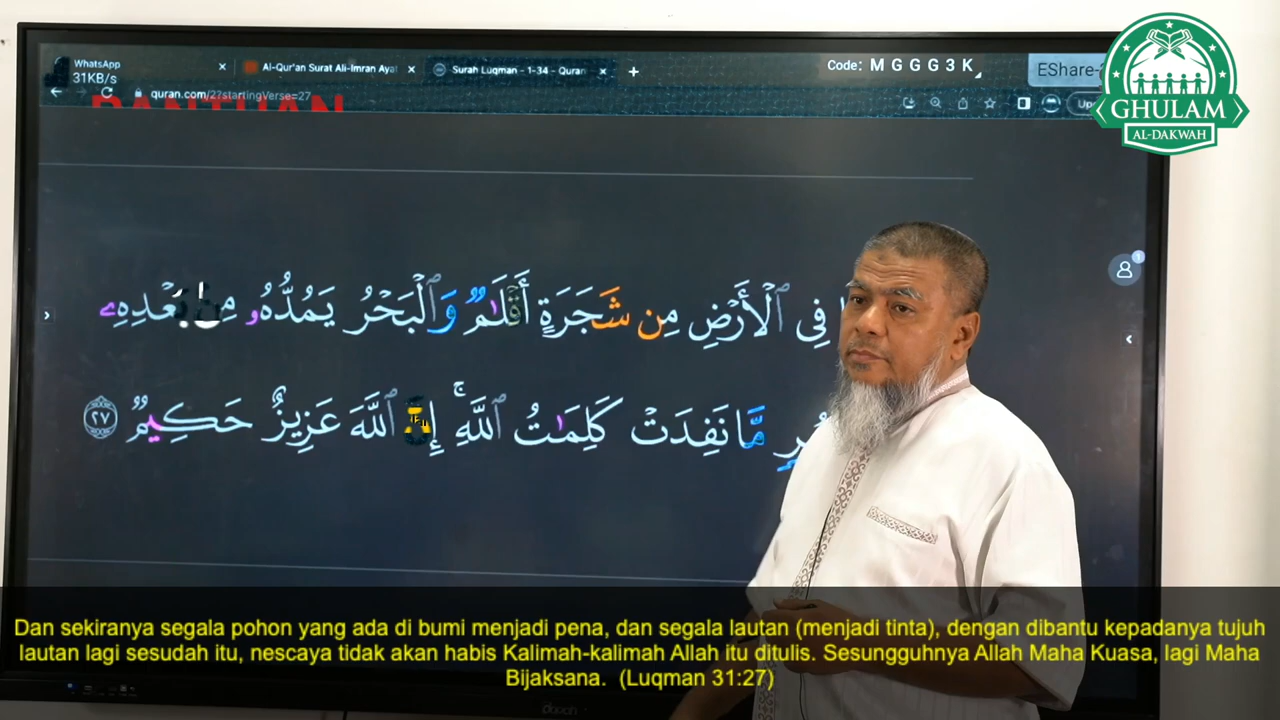 WhatsApp
31KB/s
Al-Qur'an Surat Ali-Imran Aya
Surah Luqman - 1-34 - Quran
Code: M G G G 3 K
EShare-
quran.com/2?startingVerse=27
GHULAM
AL-DAKWAH
فِى ٱلْأَرْضِ مِن شَجَرَةٍ أَقْلَـٰمٌ وَٱلْبَحْرُ يَمُدُّهُۥ مِنۢ بَعْدِهِۦ
مَّا نَفِدَتْ كَلِمَـٰتُ ٱللَّهِ ۗ إِنَّ ٱللَّهَ عَزِيزٌ حَكِيمٌ ٢٧
Dan sekiranya segala pohon yang ada di bumi menjadi pena, dan segala lautan (menjadi tinta), dengan dibantu kepadanya tujuh
lautan lagi sesudah itu, nescaya tidak akan habis Kalimah-kalimah Allah itu ditulis. Sesungguhnya Allah Maha Kuasa, lagi Maha
Bijaksana. (Luqman 31:27)